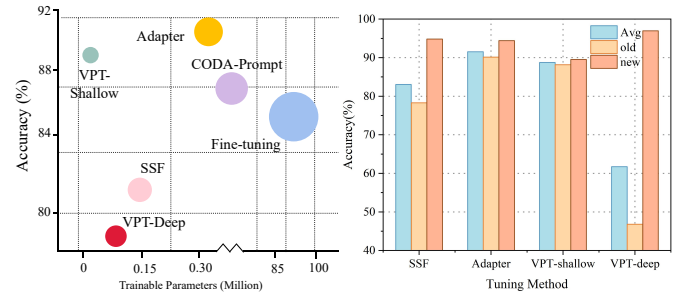 92
88
84
80
Accuracy (%)
Adapter
CODA-Prompt
VPT-
Shallow
Fine-tuning
SSF
VPT-Deep
0
0.15
0.30
85
100
Trainable Parameters (Million)
100
90
80
70
60
50
40
Accuracy(%)
Avg
old
new
SSF
Adapter
VPT-shallow
VPT-deep
Tuning Method